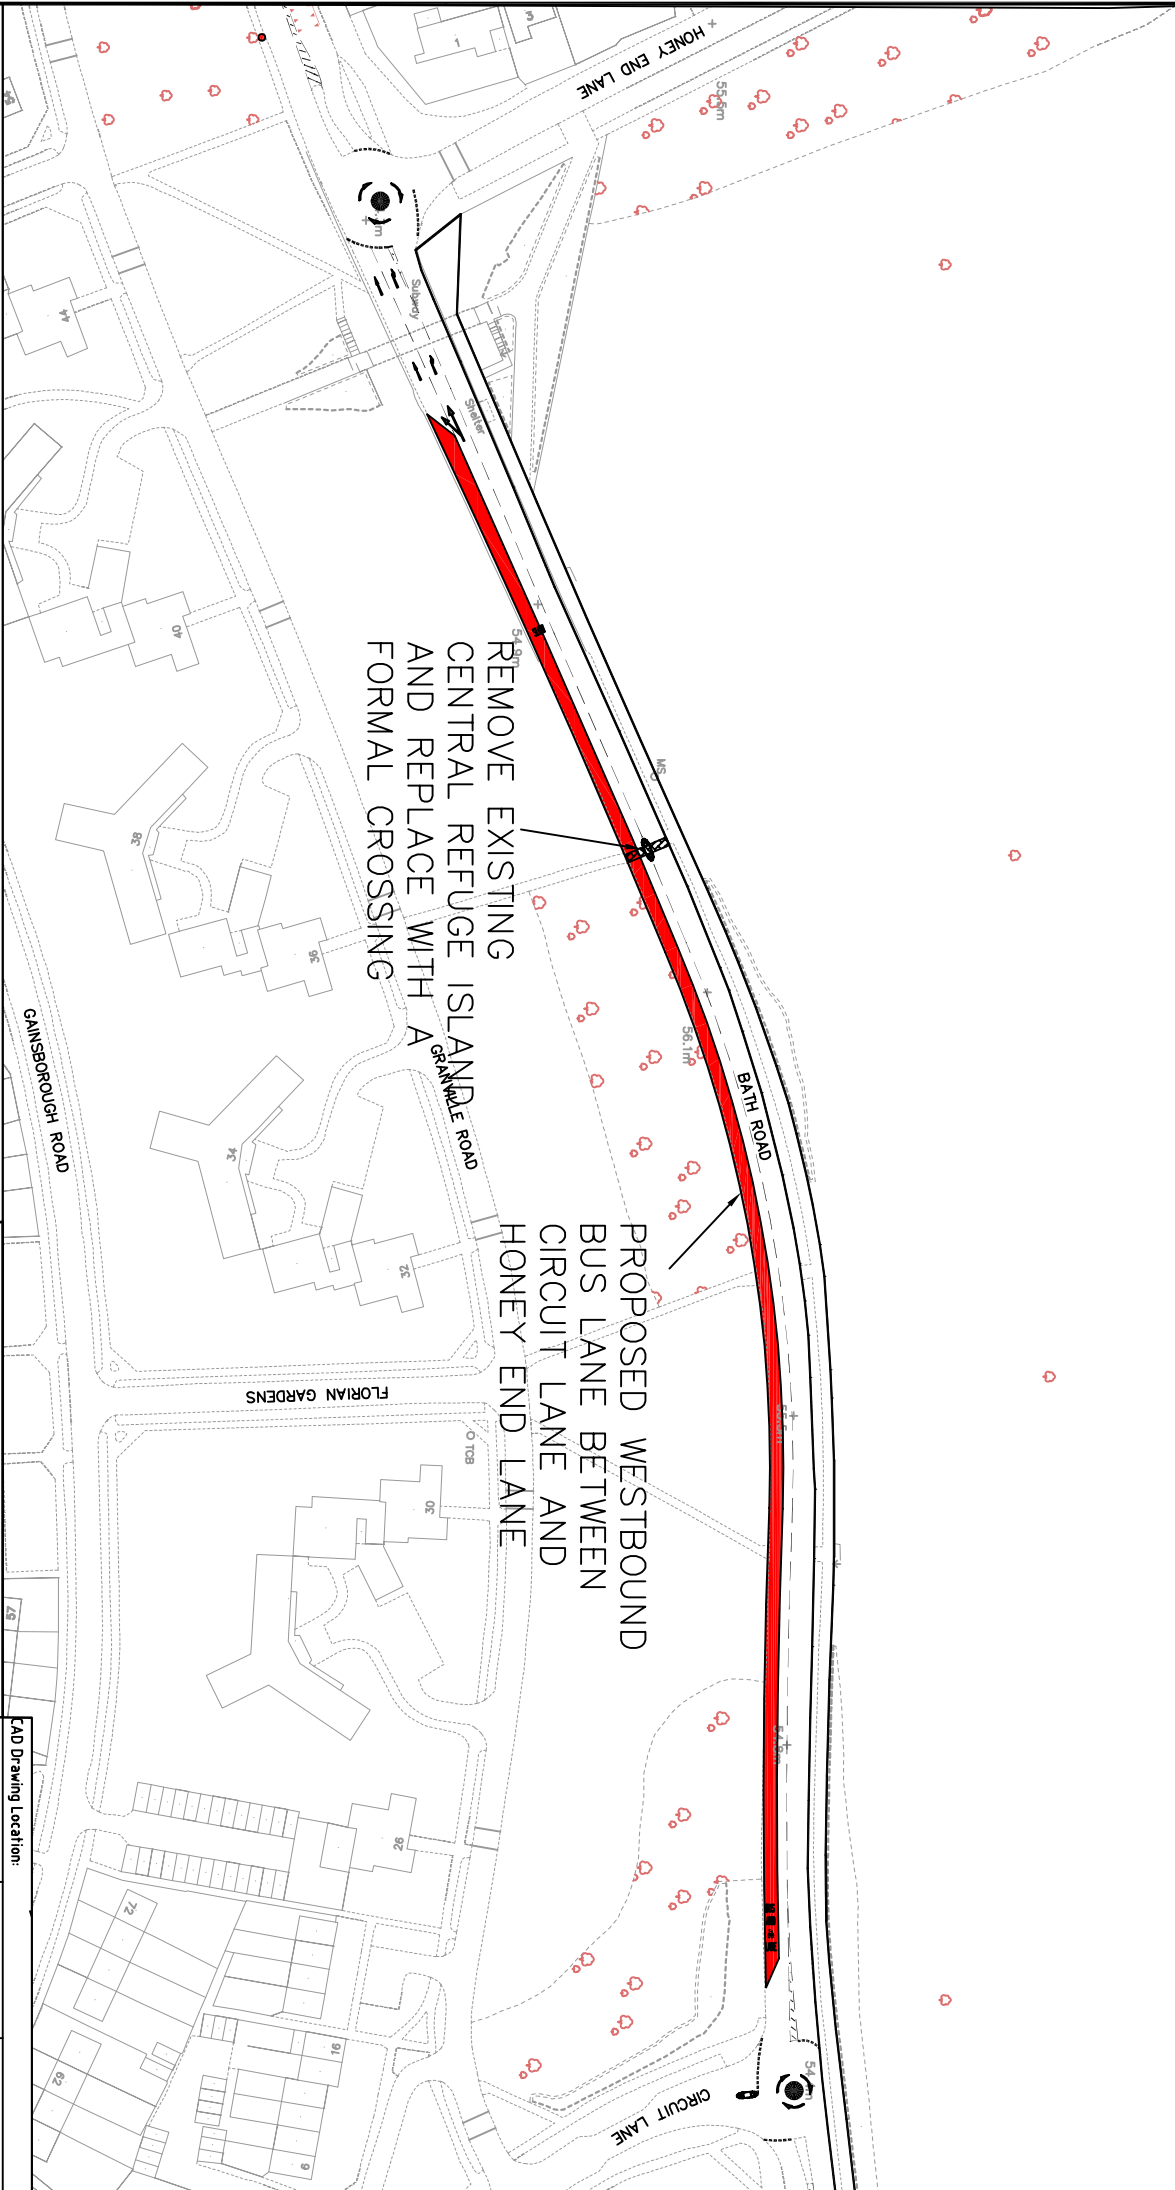 HONEY END LANE
1
3
55.5m
Subway
Shelter
44
40
54.9m
MS
REMOVE EXISTING
CENTRAL REFUGE ISLAND
AND REPLACE WITH A
FORMAL CROSSING
38
36
56.1m
BATH ROAD
GRANVILLE ROAD
GAINSBOROUGH ROAD
34
32
PROPOSED WESTBOUND
BUS LANE BETWEEN
CIRCUIT LANE AND
HONEY END LANE
FLORIAN GARDENS
TCB
30
57
CAD Drawing Location:
26
72
62
16
6
CIRCUIT LANE